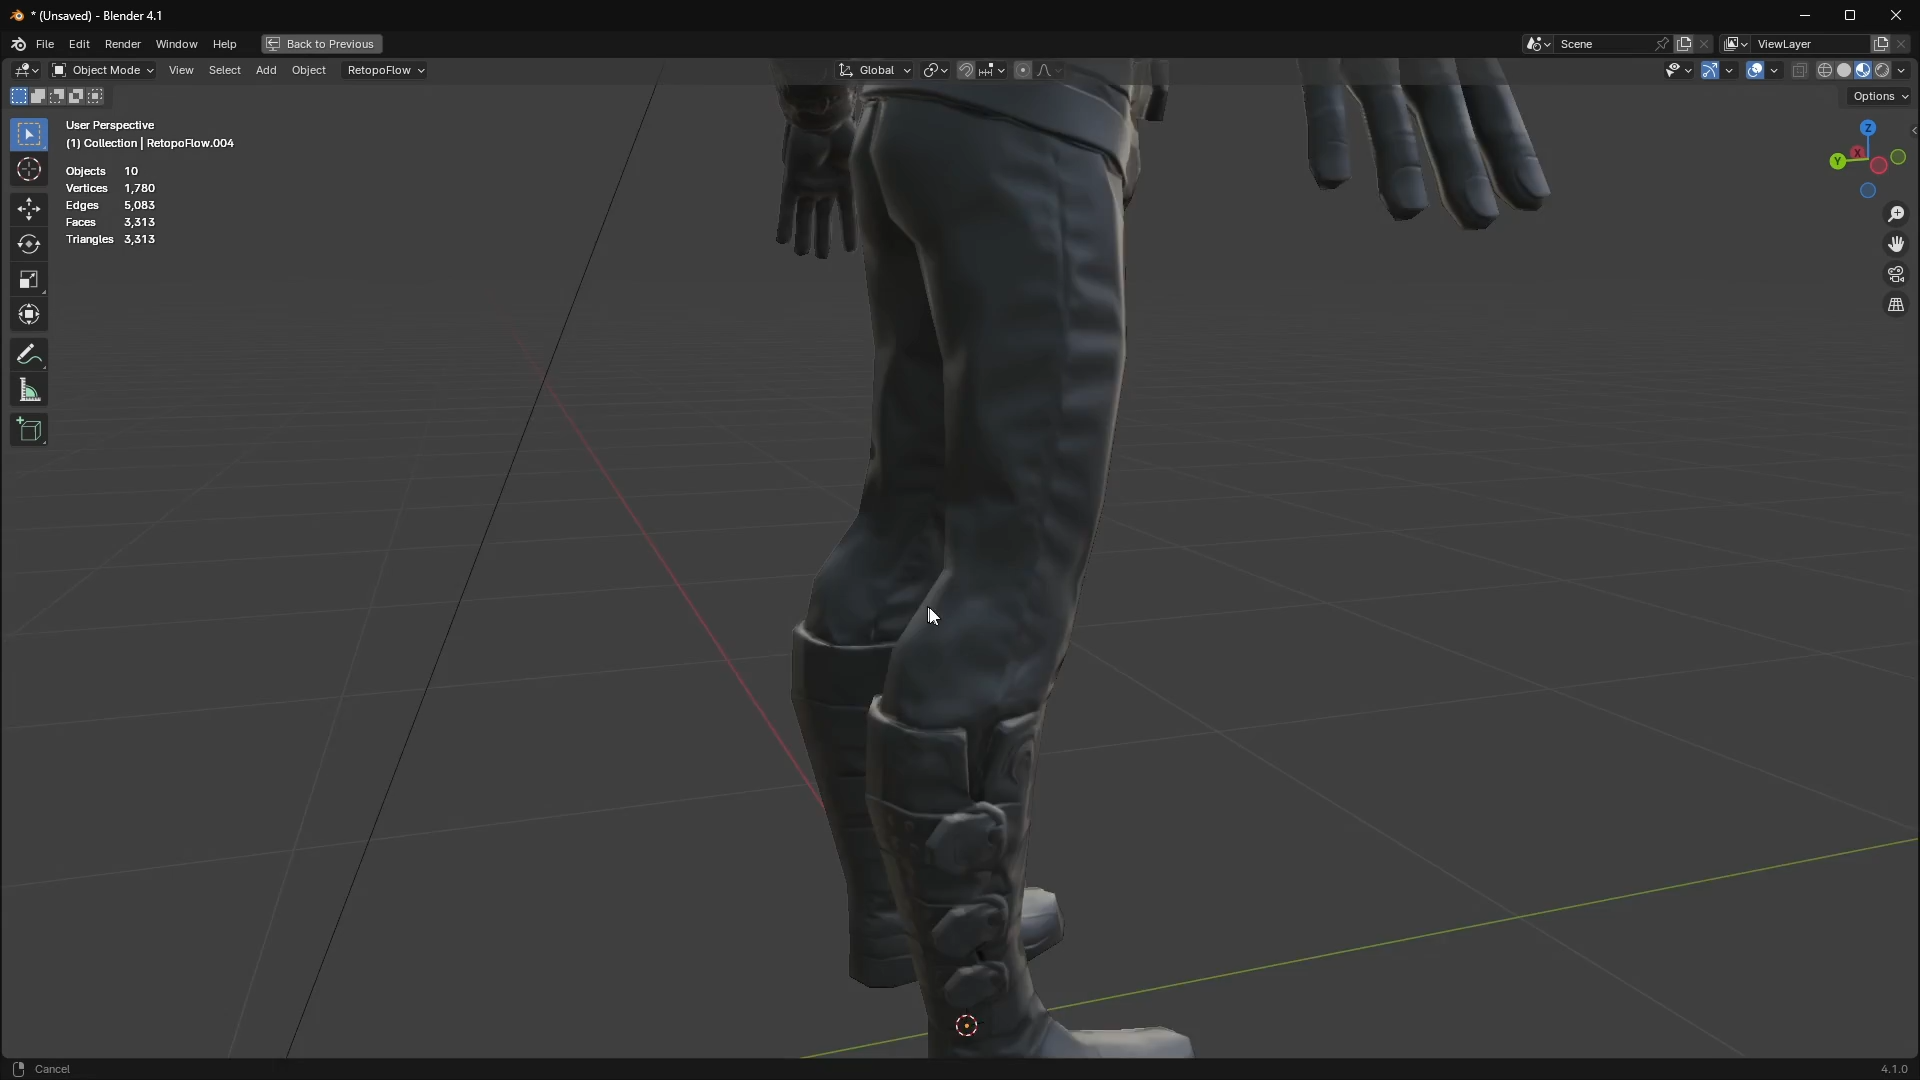 * (Unsaved) - Blender 4.1
File Edit Render Window Help Back to Previous Scene ViewLayer
Object Mode View Select Add Object RetopoFlow Global
Options
User Perspective
(1) Collection | RetopoFlow.004
Objects 10
Vertices 1,780
Edges 5,083
Faces 3,313
Triangles 3,313
Z
Y
X
Cancel
4.1.0